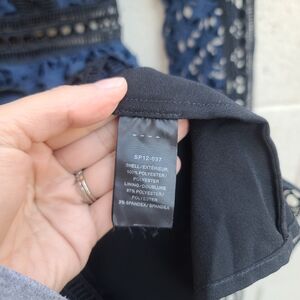 SP12-037
SHELL/EXTÉRIEUR
100% POLYESTER/
POLYESTER
LINING/DOUBLURE
97% POLYESTER/
POLYESTER
3% SPANDEX/SPANDEX